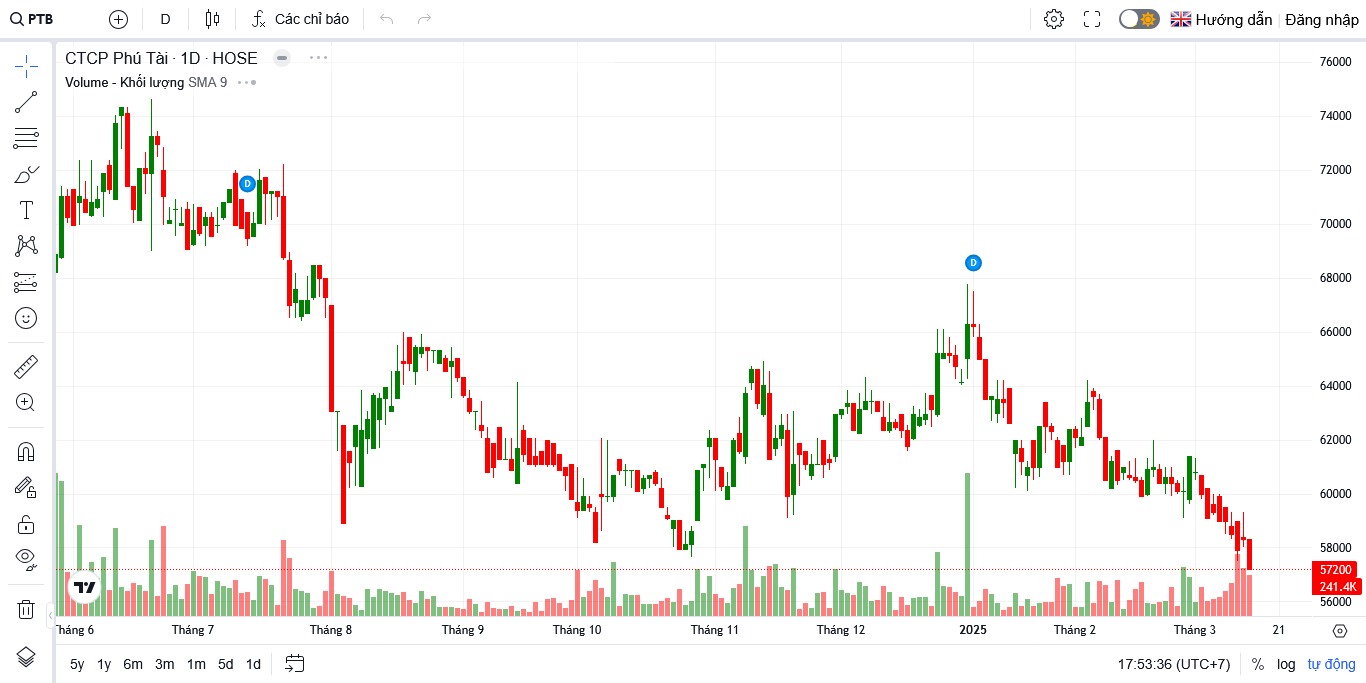 PTB D Các chỉ báo Hướng dẫn Đăng nhập
CTCP Phú Tài · 1D · HOSE
Volume - Khối lượng SMA 9
D
D
76000
74000
72000
70000
68000
66000
64000
62000
60000
58000
57200
241.4K
56000
Tháng 6 Tháng 7 Tháng 8 Tháng 9 Tháng 10 Tháng 11 Tháng 12 2025 Tháng 2 Tháng 3 21
5y 1y 6m 3m 1m 5d 1d 17:53:36 (UTC+7) % log tự động